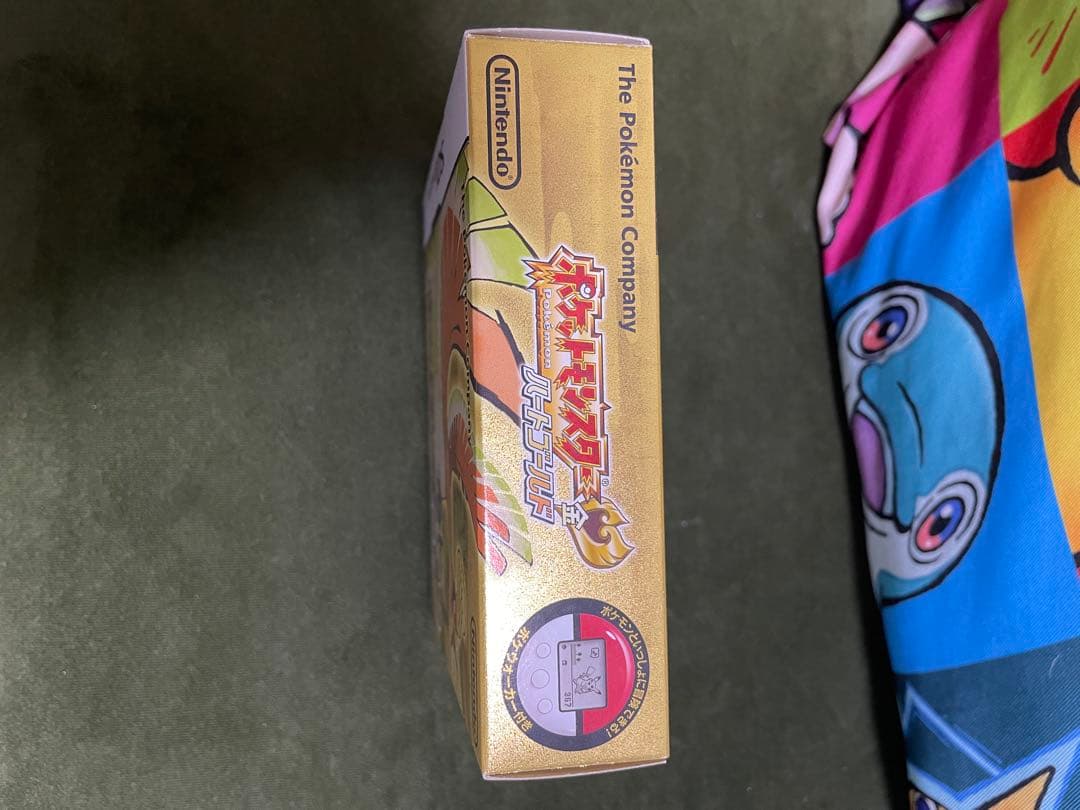 The Pokémon Company
Nintendo®
ポケットモンスター®
Pokémon
ハートゴールド
金
ポケモンといっしょに冒険できる!
ポケウォーカー付き